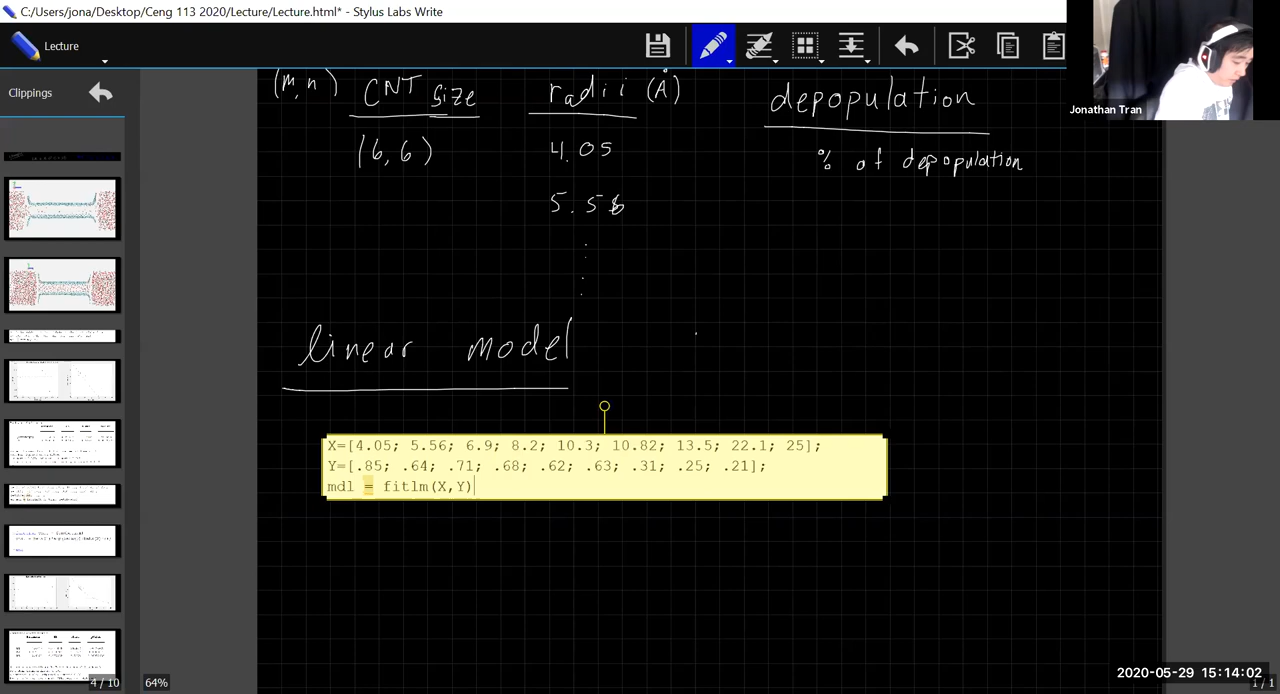 C:/Users/jona/Desktop/Ceng 113 2020/Lecture/Lecture.html* - Stylus Labs Write
Lecture
Clippings
Jonathan Tran
(m,n) CNT size radii (Å) depopulation
(6,6) 4.05 % of depopulation
5.56
linear model
X=[4.05; 5.56; 6.9; 8.2; 10.3; 10.82; 13.5; 22.1; 25];
Y=[.85; .64; .71; .68; .62; .63; .31; .25; .21];
mdl = fitlm(X,Y)
2020-05-29 15:14:02
4 / 10 64% 1 / 1